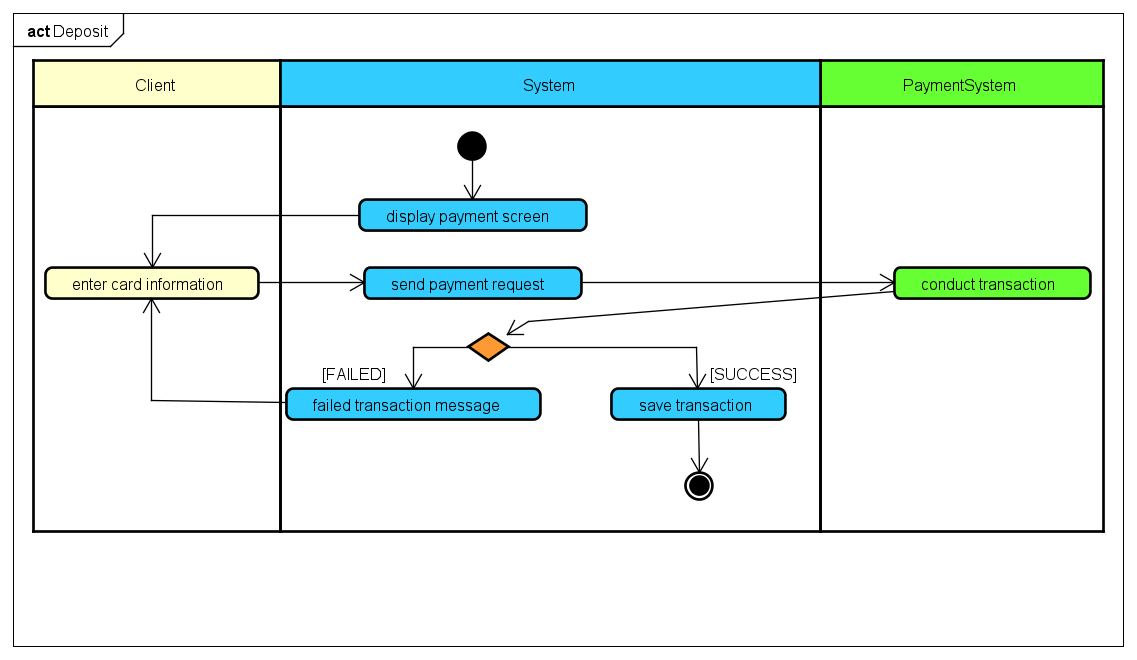 act Deposit
Client
System
PaymentSystem
display payment screen
enter card information
send payment request
conduct transaction
[FAILED]
[SUCCESS]
failed transaction message
save transaction